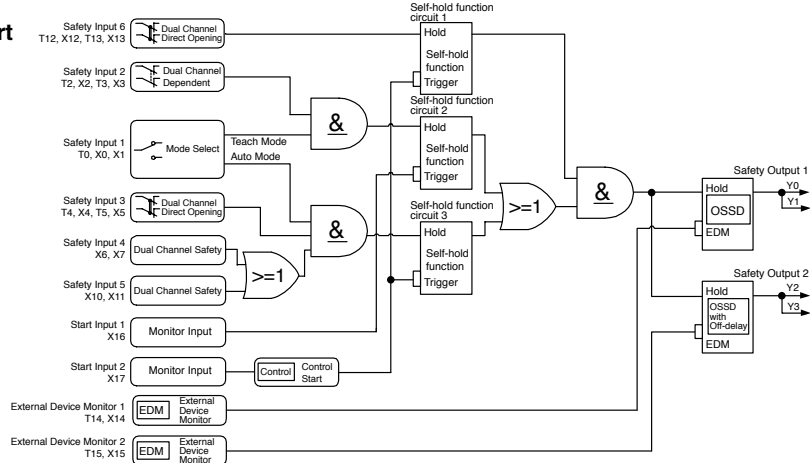 rt
Safety Input 6
T12, X12, T13, X13
Dual Channel
Direct Opening
Safety Input 2
T2, X2, T3, X3
Dual Channel
Dependent
Safety Input 1
T0, X0, X1
Mode Select
Teach Mode
Auto Mode
Safety Input 3
T4, X4, T5, X5
Dual Channel
Direct Opening
Safety Input 4
X6, X7
Dual Channel Safety
Safety Input 5
X10, X11
Dual Channel Safety
Start Input 1
X16
Monitor Input
Start Input 2
X17
Monitor Input
Control
Control
Start
External Device Monitor 1
T14, X14
EDM
External
Device
Monitor
External Device Monitor 2
T15, X15
EDM
External
Device
Monitor
&
&
>=1
Self-hold function
circuit 1
Hold
Self-hold
function
Trigger
Self-hold function
circuit 2
Hold
Self-hold
function
Trigger
Self-hold function
circuit 3
Hold
Self-hold
function
Trigger
>=1
&
Safety Output 1
Hold
OSSD
EDM
Y0
Y1
Safety Output 2
Hold
OSSD
with
Off-delay
EDM
Y2
Y3